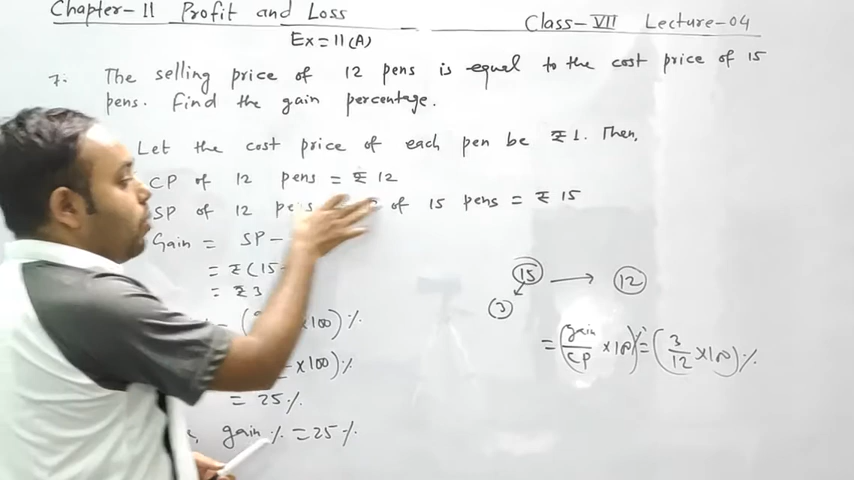 Chapter-11 Profit and Loss
Class-VII Lecture-04
Ex=11(A)
7. The selling price of 12 pens is equal to the cost price of 15
pens. Find the gain percentage.
Let the cost price of each pen be ₹1. Then,
CP of 12 pens = ₹ 12
SP of 12 of 15 pens = ₹ 15
Gain = SP-
= ₹(15-
= ₹3
= ( x100)%
x100)%
= 25%
gain % = 25%
15 → 12
3
= (gain/CP x100)% = (3/12 x100)%